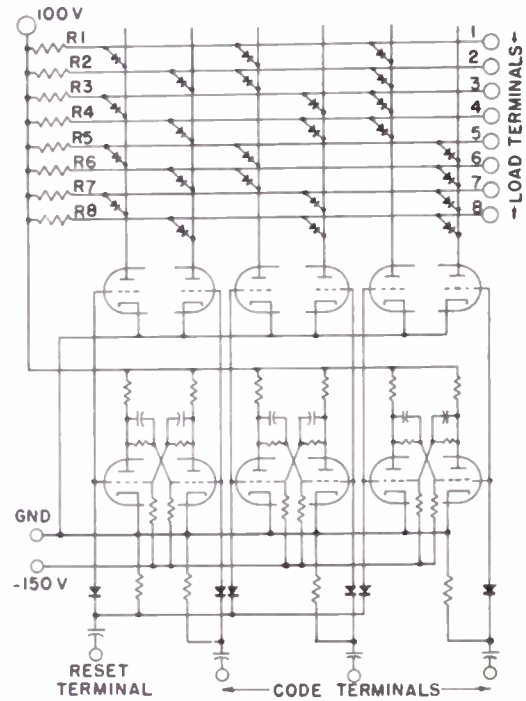 100V
R1
R2
R3
R4
R5
R6
R7
R8
1
2
3
4
5
6
7
8
LOAD TERMINALS
GND
-150 V
RESET
TERMINAL
CODE TERMINALS